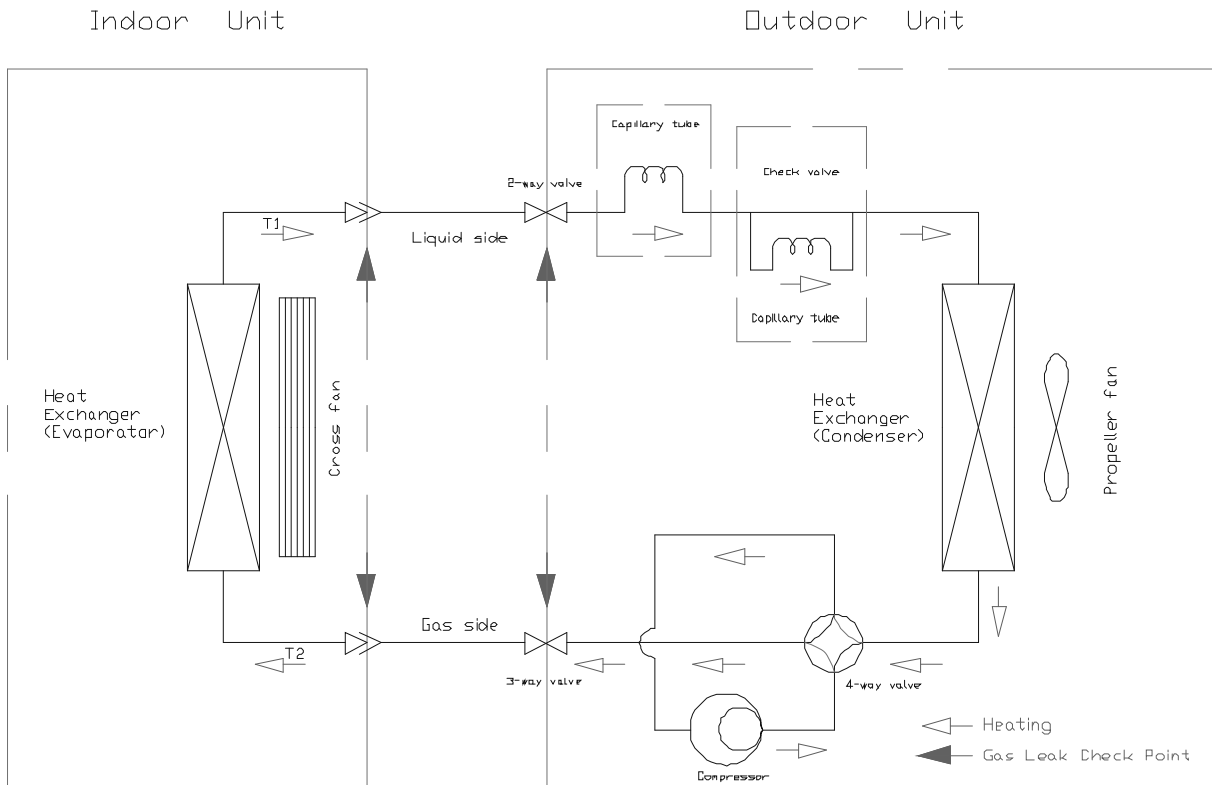 Indoor Unit
Outdoor Unit
Capillary tube
Check valve
2-way valve
T1
Liquid side
Capillary tube
Heat
Exchanger
(Evaporator)
Cross fan
Heat
Exchanger
(Condenser)
Propeller fan
Gas side
T2
3-way valve
4-way valve
Heating
Gas Leak Check Point
Compressor